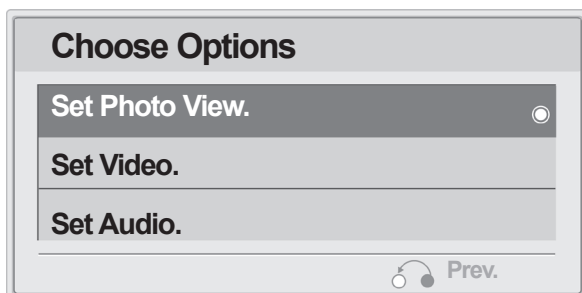 Choose Options
Set Photo View.
Set Video.
Set Audio.
Prev.